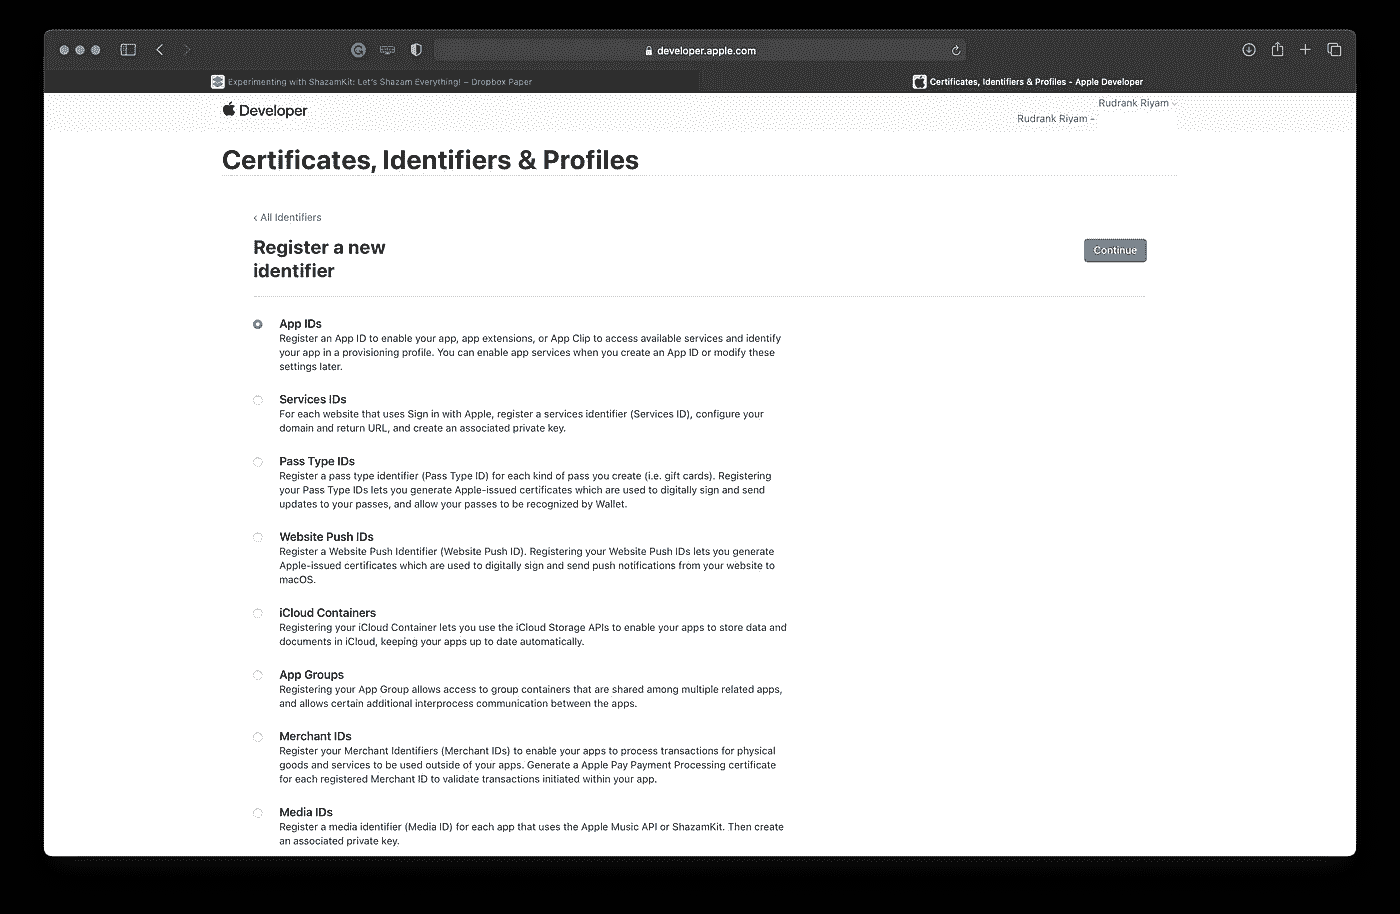 developer.apple.com
Experimenting with ShazamKit: Let's Shazam Everything! – Dropbox Paper
Certificates, Identifiers & Profiles - Apple Developer
Developer
Rudrank Riyam
Rudrank Riyam -
Certificates, Identifiers & Profiles
‹ All Identifiers
Register a new
identifier
Continue
App IDs
Register an App ID to enable your app, app extensions, or App Clip to access available services and identify
your app in a provisioning profile. You can enable app services when you create an App ID or modify these
settings later.
Services IDs
For each website that uses Sign in with Apple, register a services identifier (Services ID), configure your
domain and return URL, and create an associated private key.
Pass Type IDs
Register a pass type identifier (Pass Type ID) for each kind of pass you create (i.e. gift cards). Registering
your Pass Type IDs lets you generate Apple-issued certificates which are used to digitally sign and send
updates to your passes, and allow your passes to be recognized by Wallet.
Website Push IDs
Register a Website Push Identifier (Website Push ID). Registering your Website Push IDs lets you generate
Apple-issued certificates which are used to digitally sign and send push notifications from your website to
macOS.
iCloud Containers
Registering your iCloud Container lets you use the iCloud Storage APIs to enable your apps to store data and
documents in iCloud, keeping your apps up to date automatically.
App Groups
Registering your App Group allows access to group containers that are shared among multiple related apps,
and allows certain additional interprocess communication between the apps.
Merchant IDs
Register your Merchant Identifiers (Merchant IDs) to enable your apps to process transactions for physical
goods and services to be used outside of your apps. Generate a Apple Pay Payment Processing certificate
for each registered Merchant ID to validate transactions initiated within your app.
Media IDs
Register a media identifier (Media ID) for each app that uses the Apple Music API or ShazamKit. Then create
an associated private key.